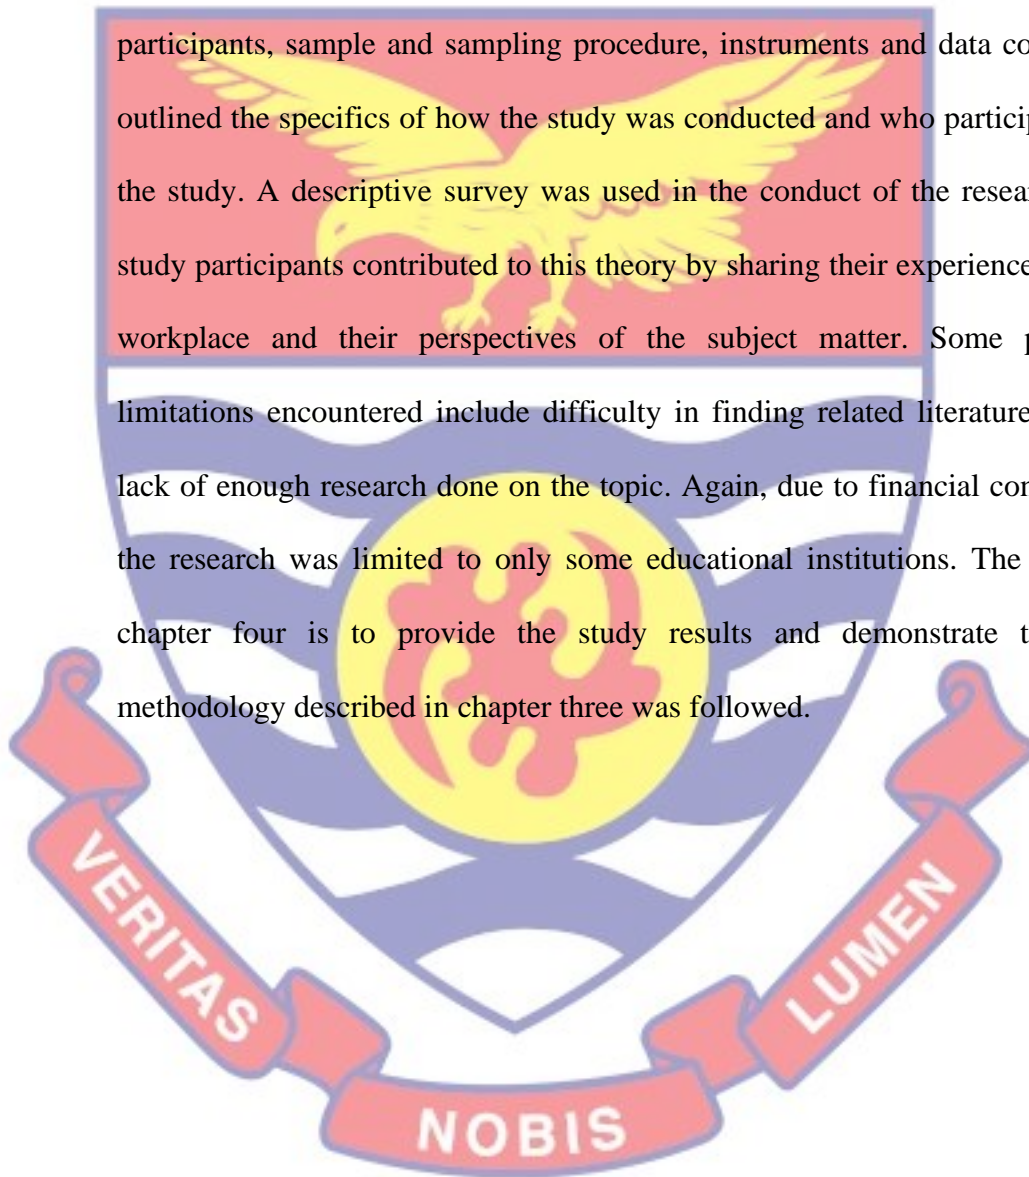 participants, sample and sampling procedure, instruments and data co
outlined the specifics of how the study was conducted and who particip
the study. A descriptive survey was used in the conduct of the resear
study participants contributed to this theory by sharing their experience
workplace and their perspectives of the subject matter. Some p
limitations encountered include difficulty in finding related literature
lack of enough research done on the topic. Again, due to financial con
the research was limited to only some educational institutions. The
chapter four is to provide the study results and demonstrate t
methodology described in chapter three was followed.
VERITAS
NOBIS
LUMEN